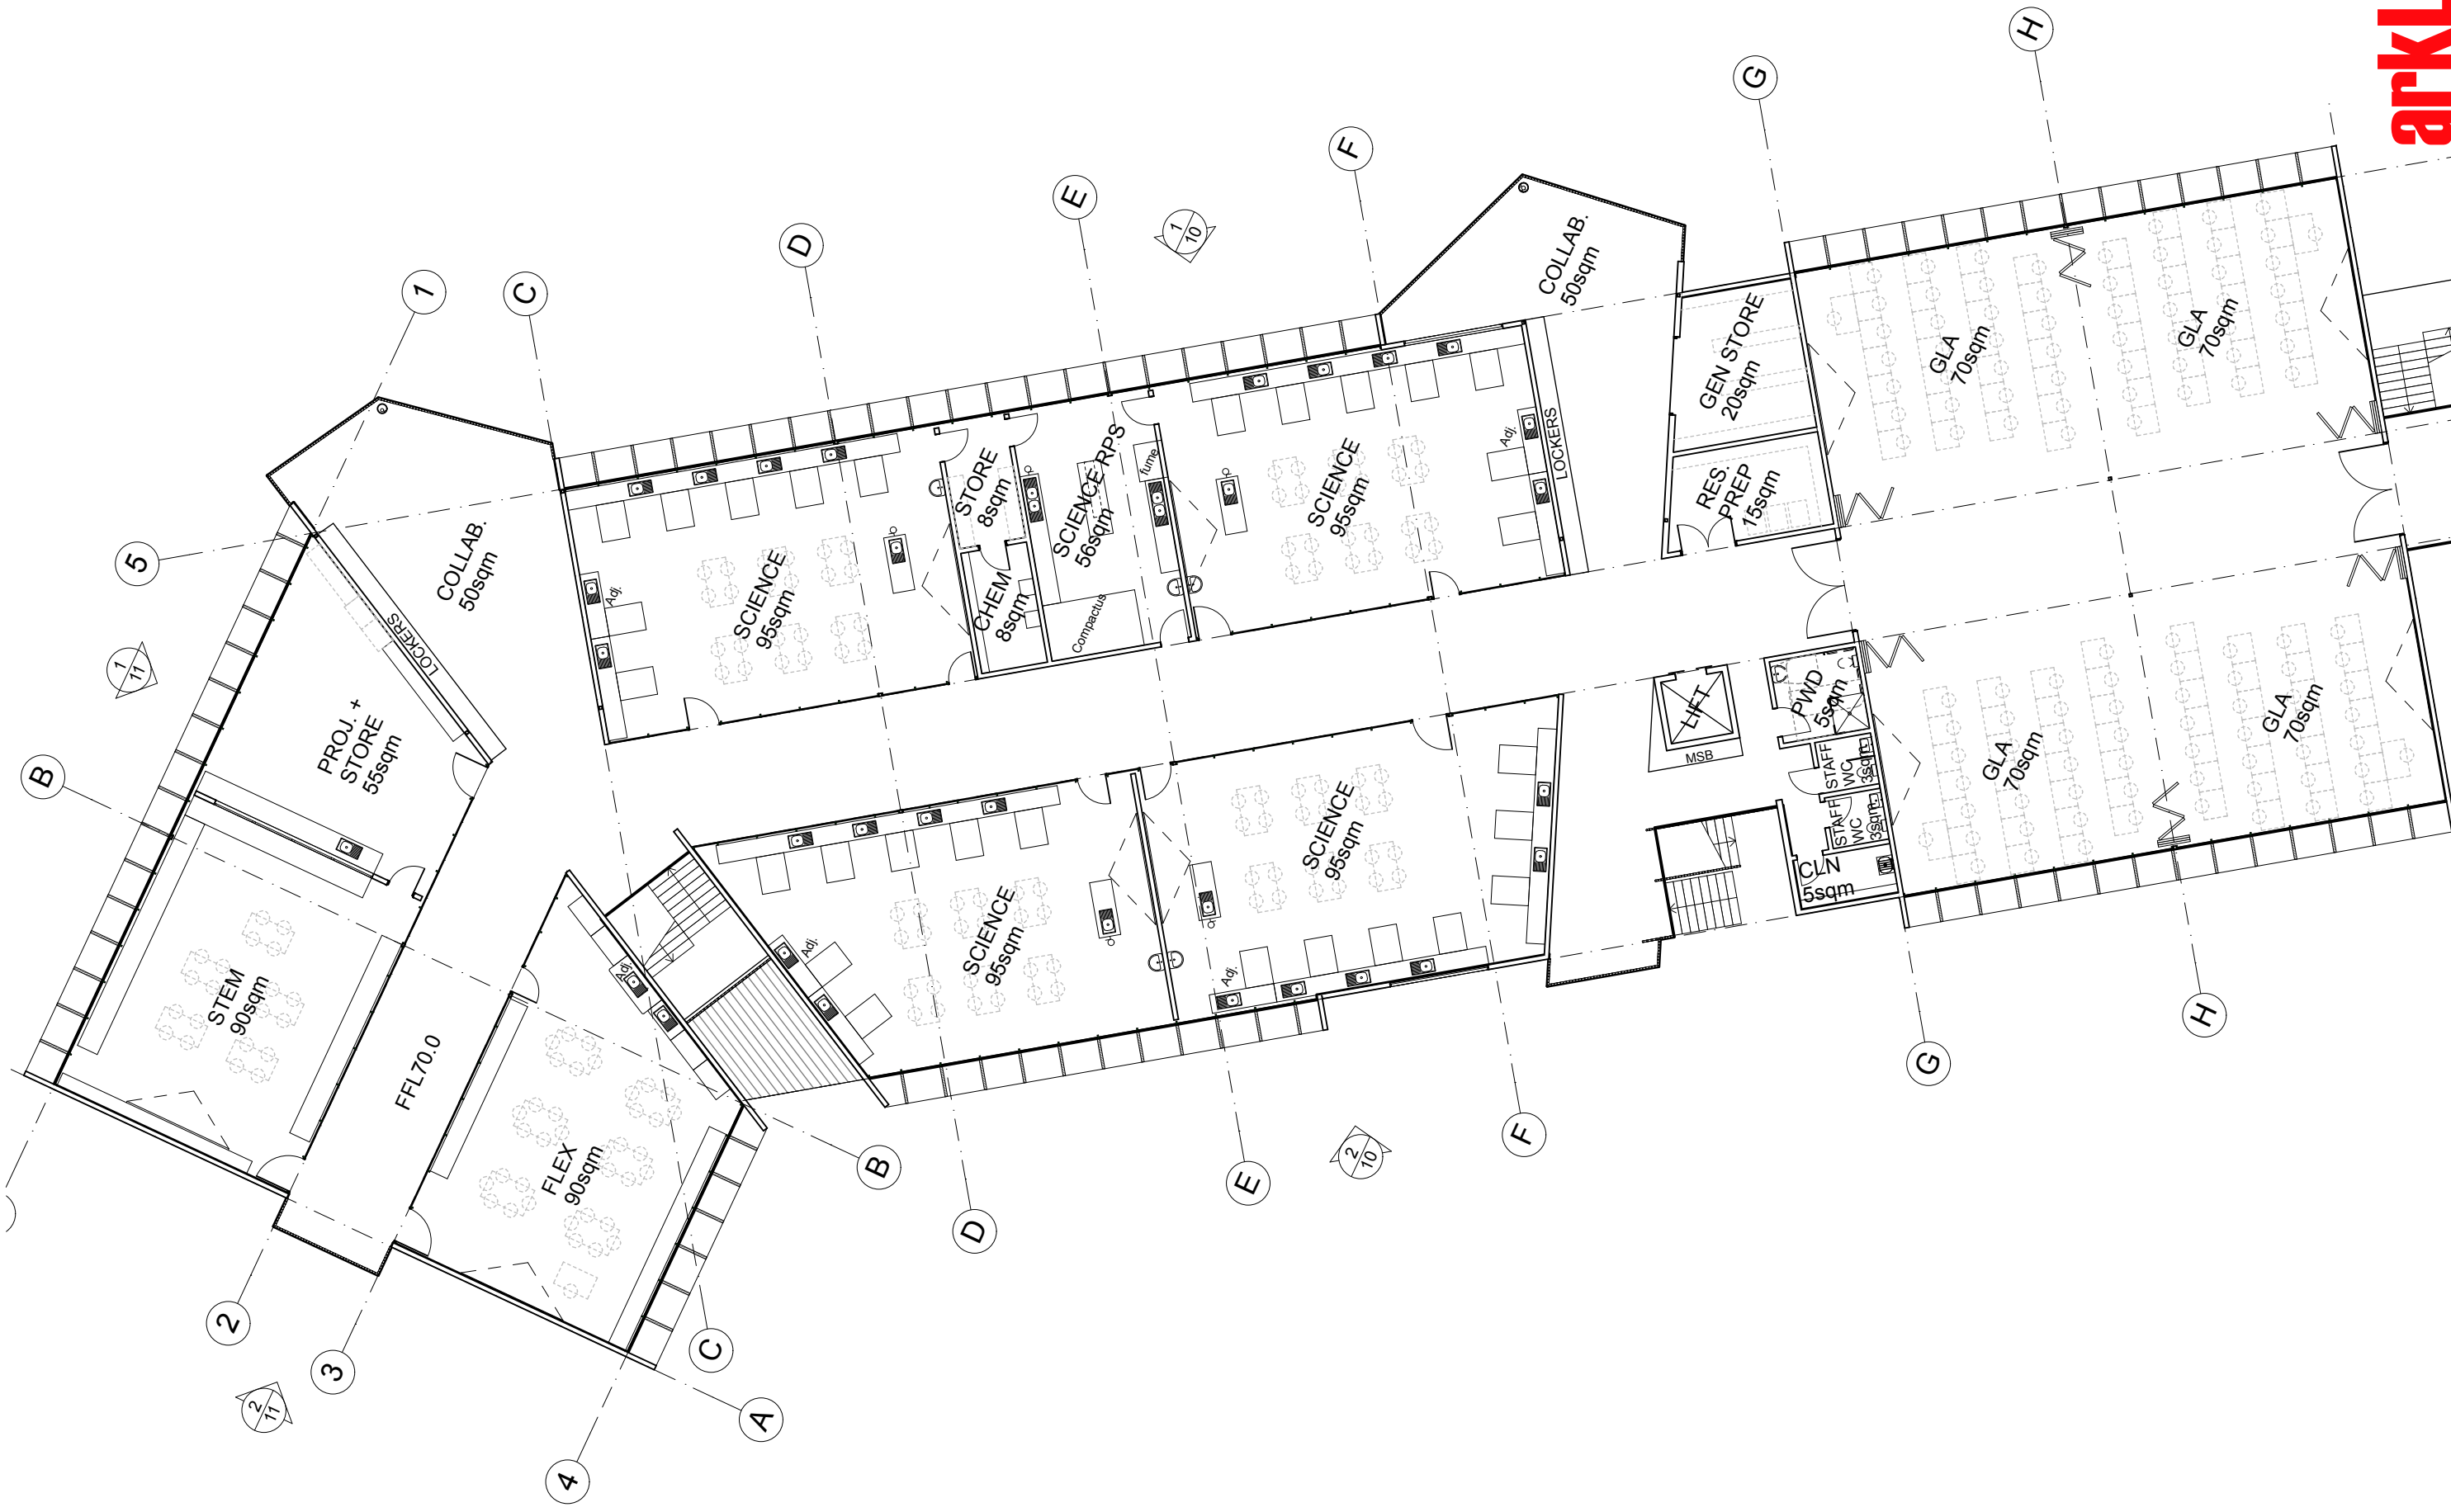 arkL
H
G
F
E
D
C
1
5
B
1
11
1
10
COLLAB.
50sqm
LOCKERS
PROJ. +
STORE
55sqm
STEM
90sqm
FFL70.0
FLEX
90sqm
SCIENCE
95sqm
Adj.
STORE
8sqm
CHEM
8sqm
SCIENCE RPS
56sqm
fume
Compactus
SCIENCE
95sqm
Adj.
LOCKERS
COLLAB.
50sqm
GEN STORE
20sqm
RES.
PREP
15sqm
GLA
70sqm
GLA
70sqm
Adj.
Adj.
SCIENCE
95sqm
SCIENCE
95sqm
Adj.
LIFT
MSB
PWD
5sqm
STAFF
WC
3sqm
STAFF
WC
3sqm
CLN
5sqm
GLA
70sqm
GLA
70sqm
2
3
4
A
B
C
D
E
F
G
H
2
11
2
10